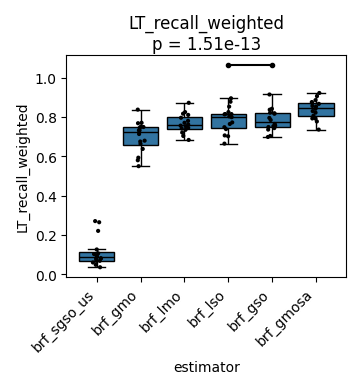 LT_recall_weighted
p = 1.51e-13
LT_recall_weighted
1.0
0.8
0.6
0.4
0.2
0.0
brf_sgso_us
brf_gmo
brf_lmo
brf_lso
brf_gso
brf_gmosa
estimator